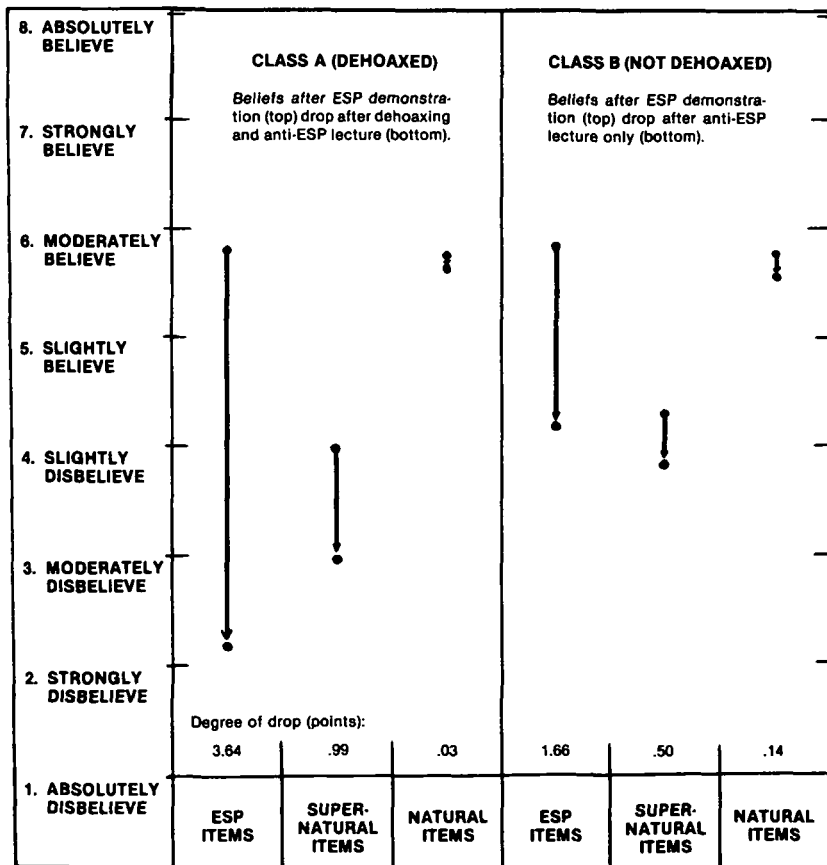 8. ABSOLUTELY
BELIEVE
7. STRONGLY
BELIEVE
6. MODERATELY
BELIEVE
5. SLIGHTLY
BELIEVE
4. SLIGHTLY
DISBELIEVE
3. MODERATELY
DISBELIEVE
2. STRONGLY
DISBELIEVE
1. ABSOLUTELY
DISBELIEVE
CLASS A (DEHOAXED)
Beliefs after ESP demonstra-
tion (top) drop after dehoaxing
and anti-ESP lecture (bottom).
CLASS B (NOT DEHOAXED)
Beliefs after ESP demonstra-
tion (top) drop after anti-ESP
lecture only (bottom).
Degree of drop (points):
3.64 .99 .03 1.66 .50 .14
ESP
ITEMS
SUPER-
NATURAL
ITEMS
NATURAL
ITEMS
ESP
ITEMS
SUPER-
NATURAL
ITEMS
NATURAL
ITEMS